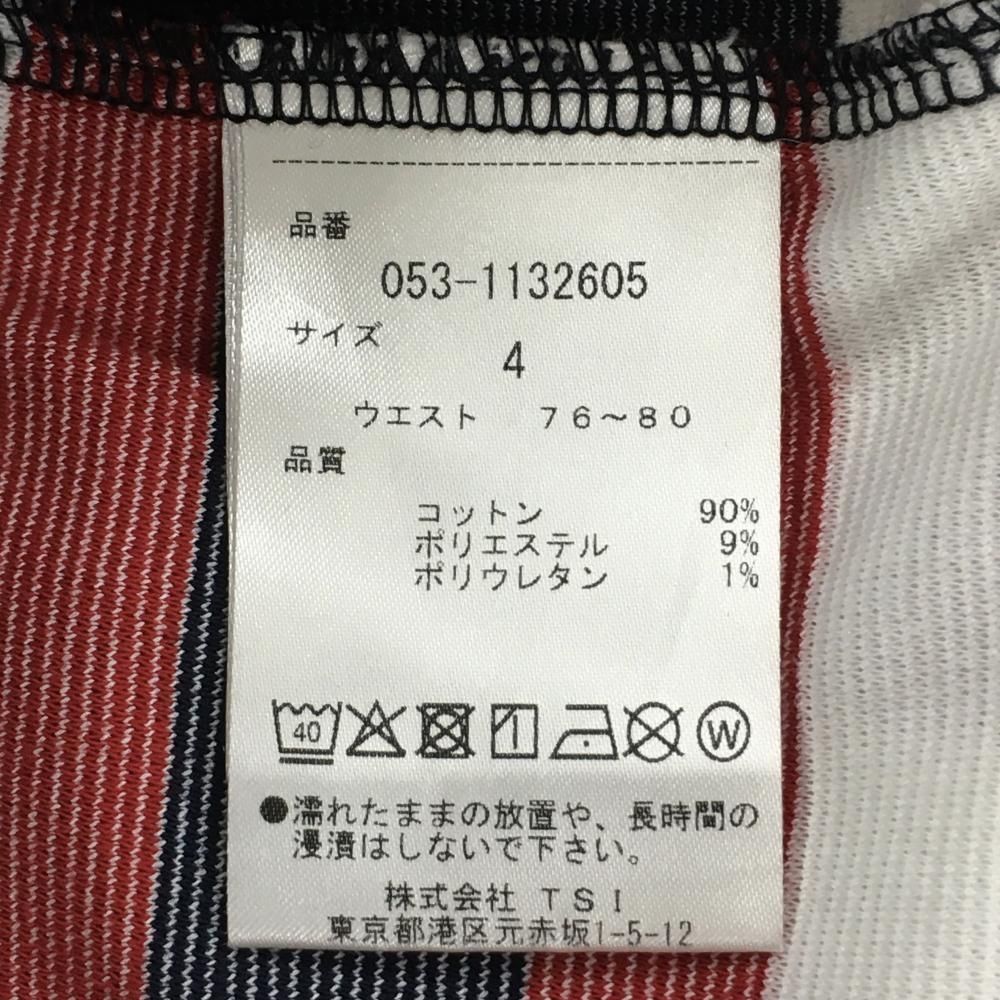 品番
053-1132605
サイズ
4
ウエスト 76～80
品質
コットン 90%
ポリエステル 9%
ポリウレタン 1%
40 W
●濡れたままの放置や、長時間の
浸漬はしないで下さい。
株式会社 TSI
東京都港区元赤坂1-5-12